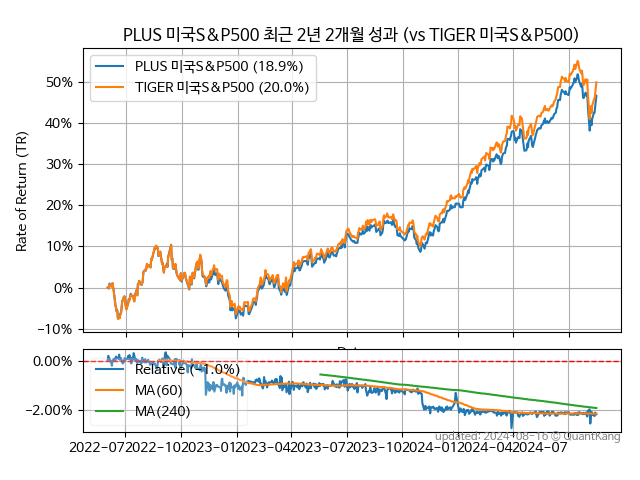 PLUS 미국S&P500 최근 2년 2개월 성과 (vs TIGER 미국S&P500)
PLUS 미국S&P500 (18.9%)
TIGER 미국S&P500 (20.0%)
Rate of Return (TR)
50%
40%
30%
20%
10%
0%
−10%
0.00%
−2.00%
Relative (−1.0%)
MA(60)
MA(240)
2022-07
2022-10
2023-01
2023-04
2023-07
2023-10
2024-01
2024-04
2024-07
updated: 2024-08-16 © QuantKang